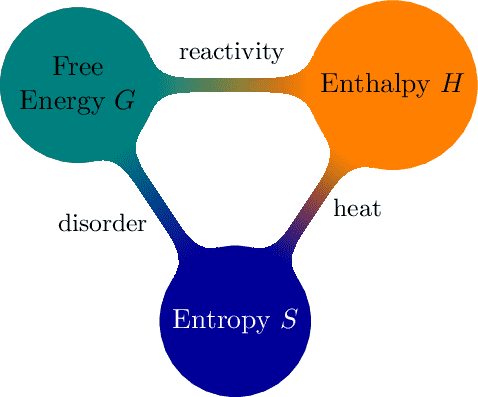 reactivity
Free
Energy G
Enthalpy H
disorder
heat
Entropy S